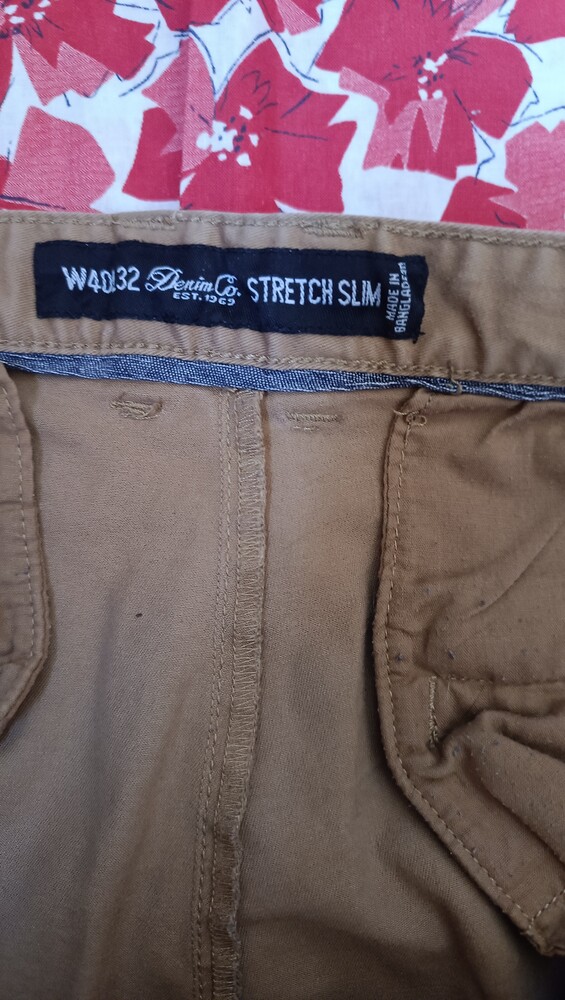 W40L32 Denim Co. STRETCH SLIM
EST. 1969
MADE IN
BANGLADESH